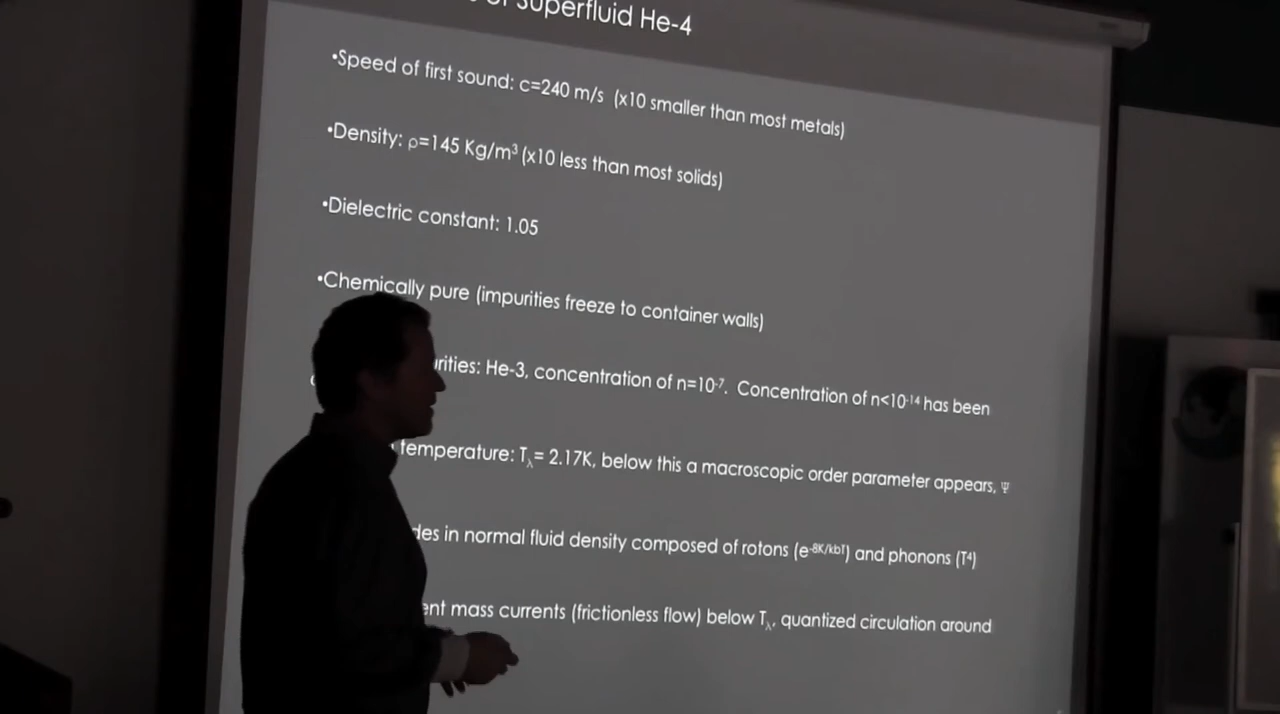 Superfluid He-4
•Speed of first sound: c=240 m/s (x10 smaller than most metals)
•Density: ρ=145 Kg/m³ (x10 less than most solids)
•Dielectric constant: 1.05
•Chemically pure (impurities freeze to container walls)
He-3, concentration of n=10⁻⁷. Concentration of n<10⁻¹⁴ has been
temperature: Tλ= 2.17K, below this a macroscopic order parameter appears, Ψ
in normal fluid density composed of rotons (e⁻⁸ᴷ/ᵏᵇᵀ) and phonons (T⁴)
mass currents (frictionless flow) below Tλ, quantized circulation around